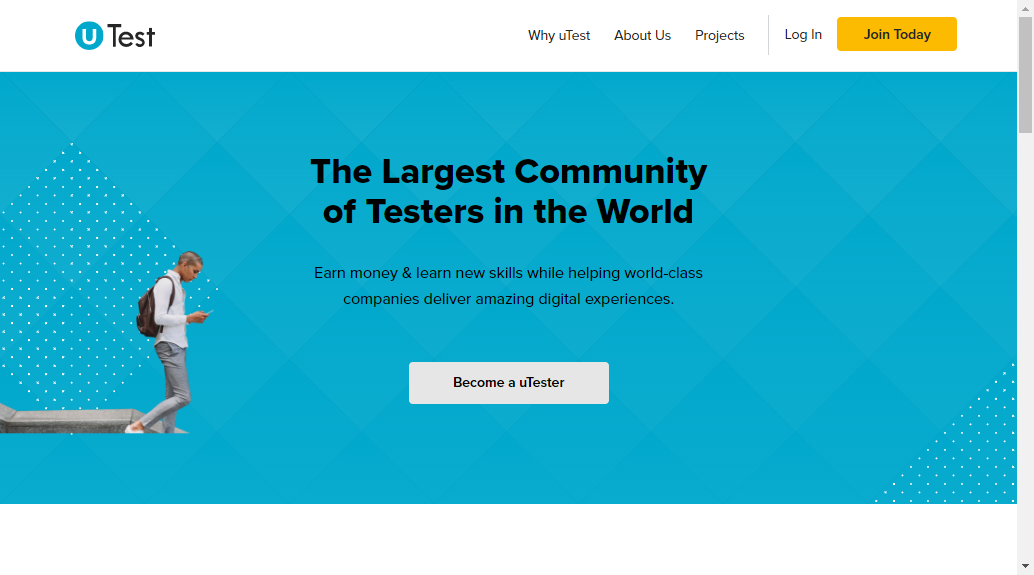 uTest
Why uTest
About Us
Projects
Log In
Join Today
The Largest Community
of Testers in the World
Earn money & learn new skills while helping world-class
companies deliver amazing digital experiences.
Become a uTester